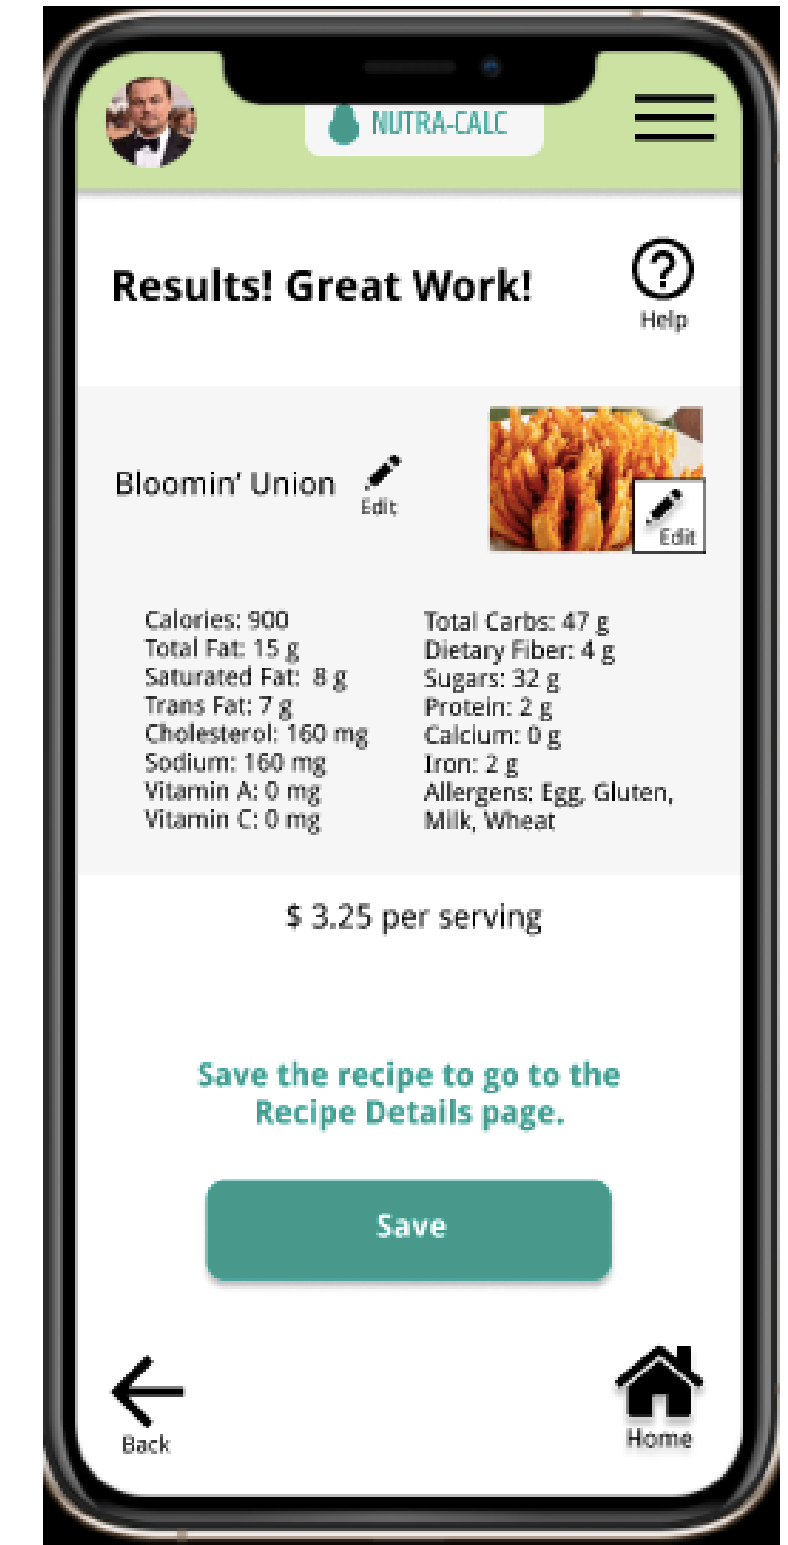 NUTRA-CALC
Results! Great Work!
Help
Bloomin' Union
Edit
Edit
Calories: 900
Total Fat: 15 g
Saturated Fat: 8 g
Trans Fat: 7 g
Cholesterol: 160 mg
Sodium: 160 mg
Vitamin A: 0 mg
Vitamin C: 0 mg
Total Carbs: 47 g
Dietary Fiber: 4 g
Sugars: 32 g
Protein: 2 g
Calcium: 0 g
Iron: 2 g
Allergens: Egg, Gluten,
Milk, Wheat
$ 3.25 per serving
Save the recipe to go to the
Recipe Details page.
Save
Back
Home